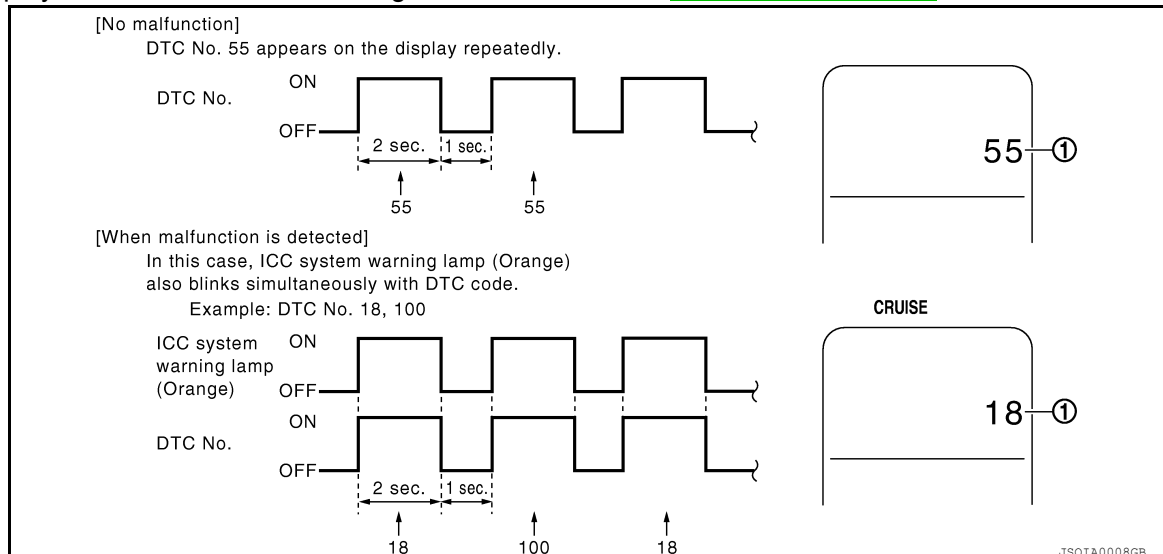 [No malfunction]
DTC No. 55 appears on the display repeatedly.
ON
DTC No.
OFF
2 sec.
1 sec.
55
55
55
①
[When malfunction is detected]
In this case, ICC system warning lamp (Orange)
also blinks simultaneously with DTC code.
Example: DTC No. 18, 100
CRUISE
ICC system
warning lamp
(Orange)
ON
OFF
ON
DTC No.
OFF
2 sec.
1 sec.
18
100
18
18
①
JSOIA0008GB